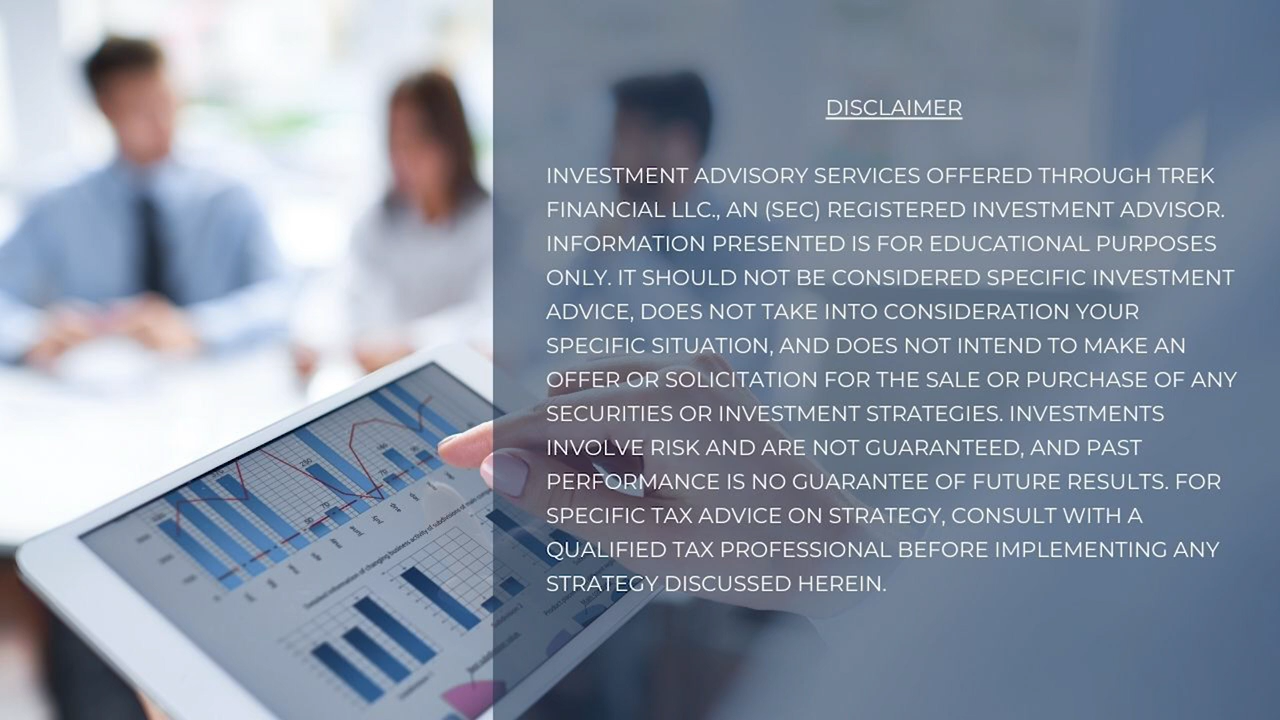 DISCLAIMER
INVESTMENT ADVISORY SERVICES OFFERED THROUGH TREK
FINANCIAL LLC., AN (SEC) REGISTERED INVESTMENT ADVISOR.
INFORMATION PRESENTED IS FOR EDUCATIONAL PURPOSES
ONLY. IT SHOULD NOT BE CONSIDERED SPECIFIC INVESTMENT
ADVICE, DOES NOT TAKE INTO CONSIDERATION YOUR
SPECIFIC SITUATION, AND DOES NOT INTEND TO MAKE AN
OFFER OR SOLICITATION FOR THE SALE OR PURCHASE OF ANY
SECURITIES OR INVESTMENT STRATEGIES. INVESTMENTS
INVOLVE RISK AND ARE NOT GUARANTEED, AND PAST
PERFORMANCE IS NO GUARANTEE OF FUTURE RESULTS. FOR
SPECIFIC TAX ADVICE ON STRATEGY, CONSULT WITH A
QUALIFIED TAX PROFESSIONAL BEFORE IMPLEMENTING ANY
STRATEGY DISCUSSED HEREIN.